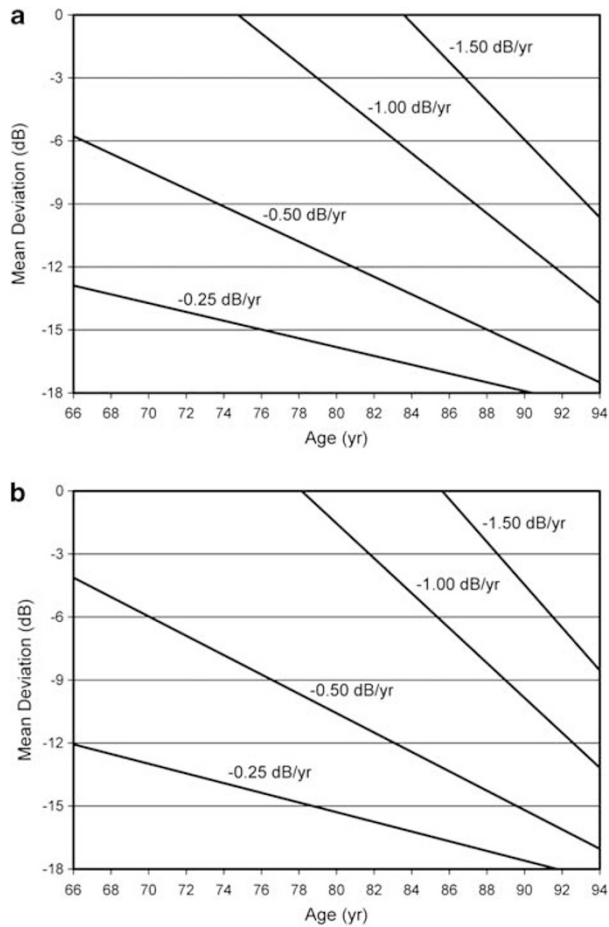 a
0
-1.50 dB/yr
-3
-1.00 dB/yr
-6
-9
-0.50 dB/yr
-12
-0.25 dB/yr
-15
-18
Mean Deviation (dB)
66 68 70 72 74 76 78 80 82 84 86 88 90 92 94
Age (yr)
b
0
-1.50 dB/yr
-3
-1.00 dB/yr
-6
-9
-0.50 dB/yr
-12
-0.25 dB/yr
-15
-18
Mean Deviation (dB)
66 68 70 72 74 76 78 80 82 84 86 88 90 92 94
Age (yr)